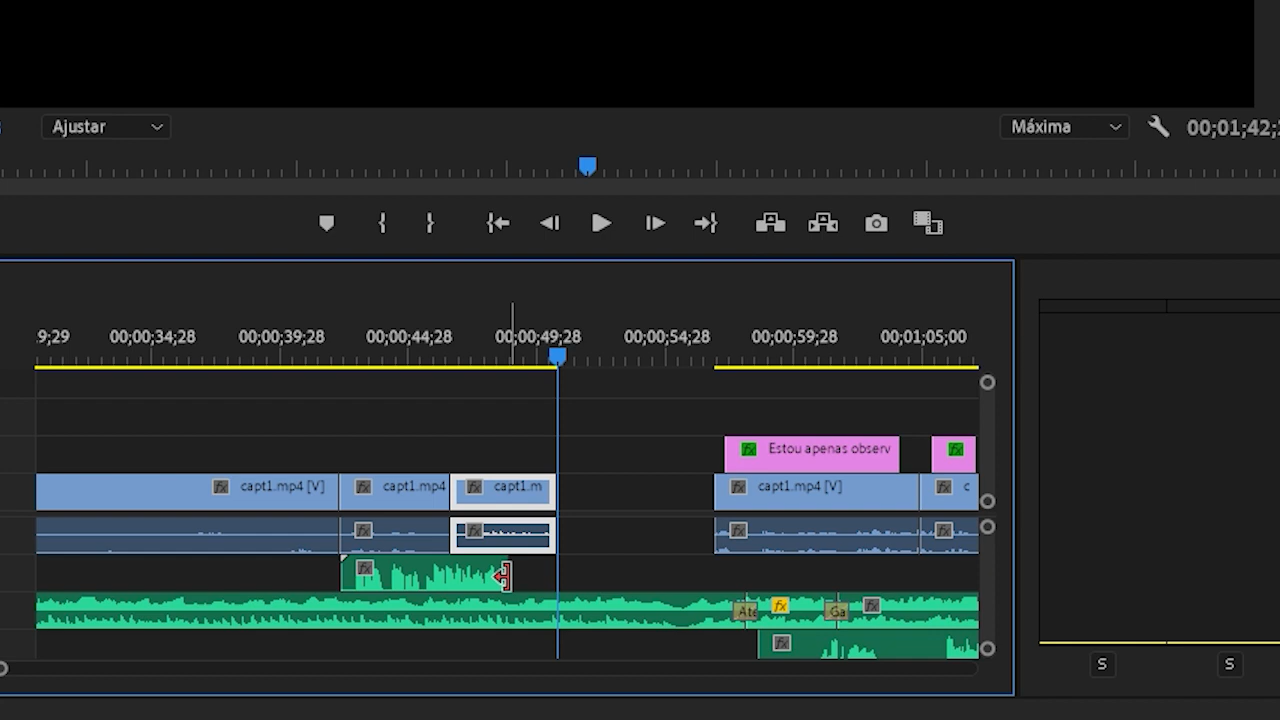 Ajustar
Máxima
00;01;42;
9;29
00;00;34;28
00;00;39;28
00;00;44;28
00;00;49;28
00;00;54;28
00;00;59;28
00;01;05;00
fx Estou apenas observ
fx
fx capt1.mp4 [V]
fx capt1.mp4
fx capt1.m
fx capt1.mp4 [V]
fx c
fx
fx
fx
fx
fx
Ate
fx
Ga
fx
fx
S
S